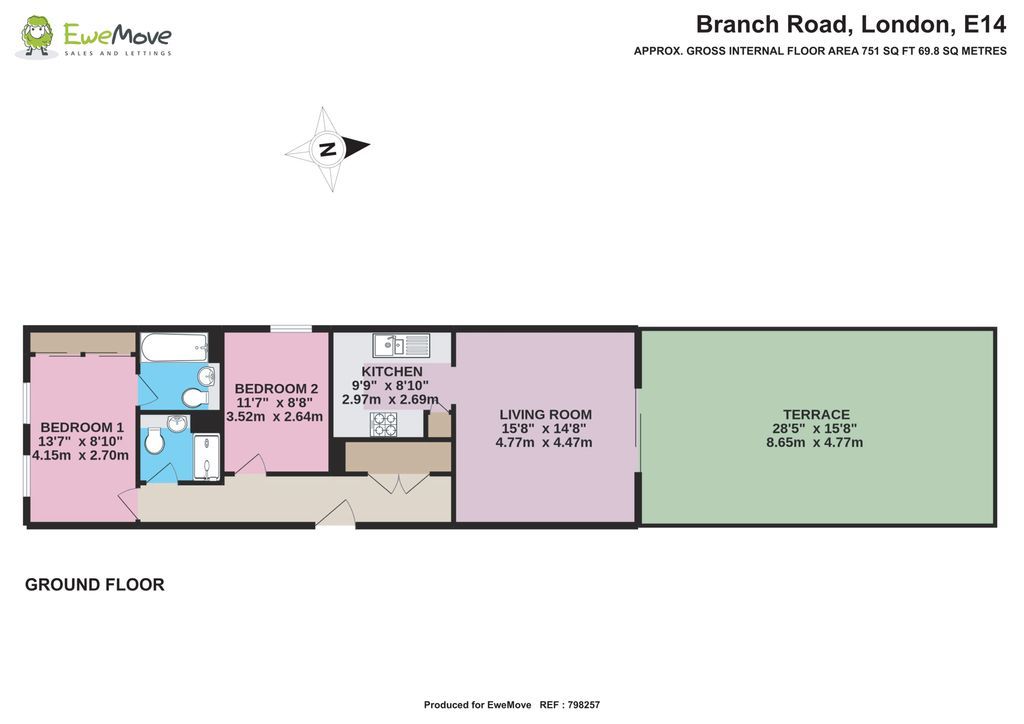 EweMove
SALES AND LETTINGS
Branch Road, London, E14
APPROX. GROSS INTERNAL FLOOR AREA 751 SQ FT 69.8 SQ METRES
N
KITCHEN
9'9" x 8'10"
2.97m x 2.69m
BEDROOM 2
11'7" x 8'8"
3.52m x 2.64m
LIVING ROOM
15'8" x 14'8"
4.77m x 4.47m
TERRACE
28'5" x 15'8"
8.65m x 4.77m
BEDROOM 1
13'7" x 8'10"
4.15m x 2.70m
GROUND FLOOR
Produced for EweMove REF : 798257